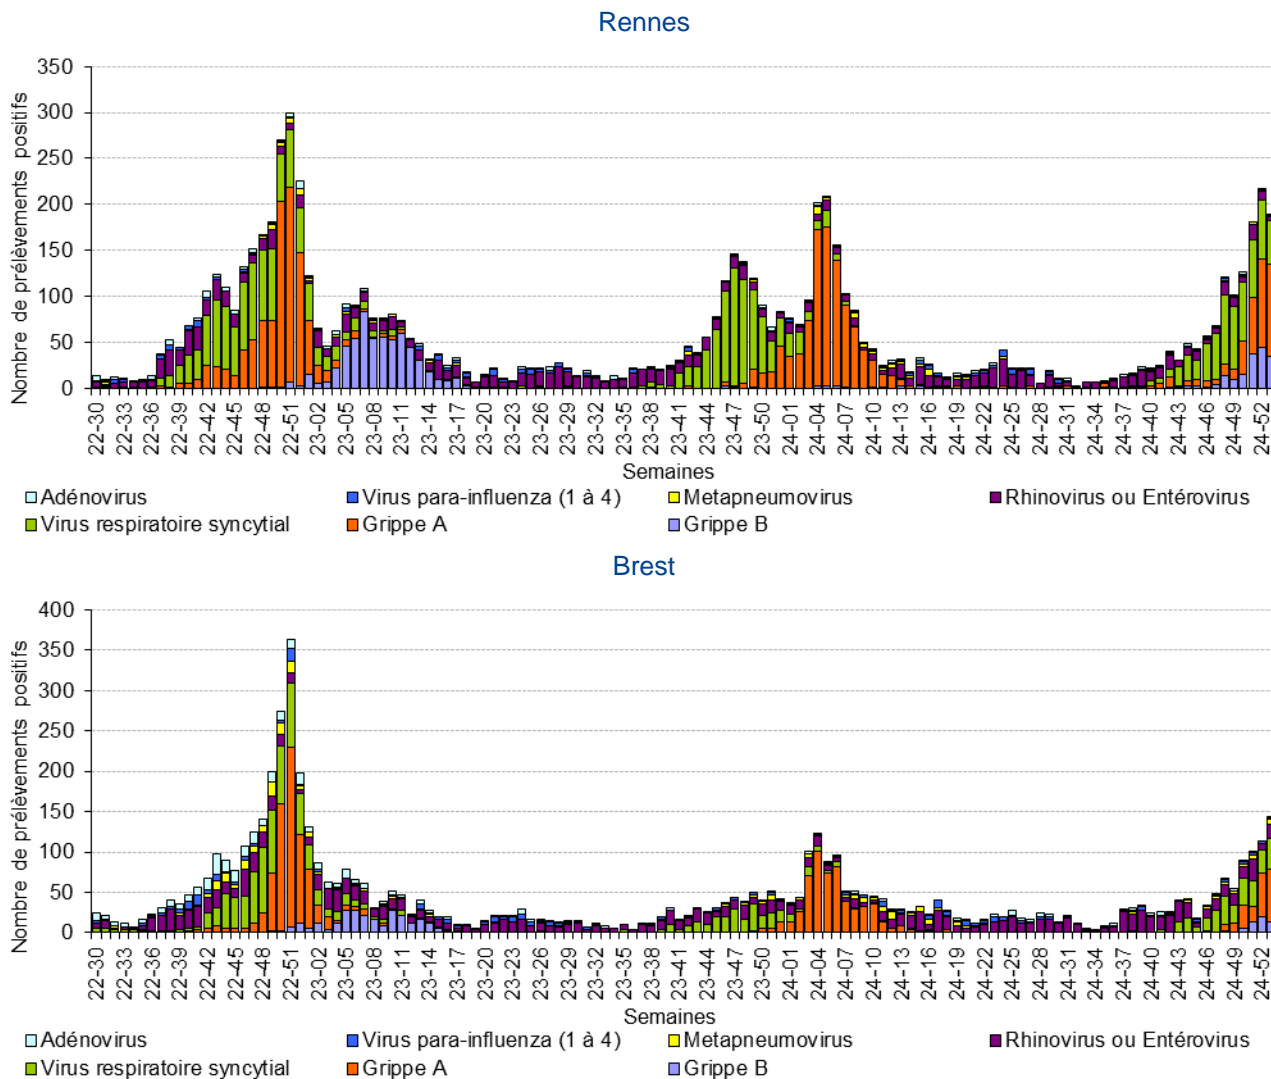 Rennes
Nombre de prélèvements positifs
350
300
250
200
150
100
50
0
22-30 22-33 22-36 22-39 22-42 22-45 22-48 22-51 23-02 23-05 23-08 23-11 23-14 23-17 23-20 23-23 23-26 23-29 23-32 23-35 23-38 23-41 23-44 23-47 23-50 24-01 24-04 24-07 24-10 24-13 24-16 24-19 24-22 24-25 24-28 24-31 24-34 24-37 24-40 24-43 24-46 24-49 24-52
Semaines
Adénovirus Virus para-influenza (1 à 4) Metapneumovirus Rhinovirus ou Entérovirus
Virus respiratoire syncytial Grippe A Grippe B
Brest
Nombre de prélèvements positifs
400
350
300
250
200
150
100
50
0
22-30 22-33 22-36 22-39 22-42 22-45 22-48 22-51 23-02 23-05 23-08 23-11 23-14 23-17 23-20 23-23 23-26 23-29 23-32 23-35 23-38 23-41 23-44 23-47 23-50 24-01 24-04 24-07 24-10 24-13 24-16 24-19 24-22 24-25 24-28 24-31 24-34 24-37 24-40 24-43 24-46 24-49 24-52
Semaines
Adénovirus Virus para-influenza (1 à 4) Metapneumovirus Rhinovirus ou Entérovirus
Virus respiratoire syncytial Grippe A Grippe B